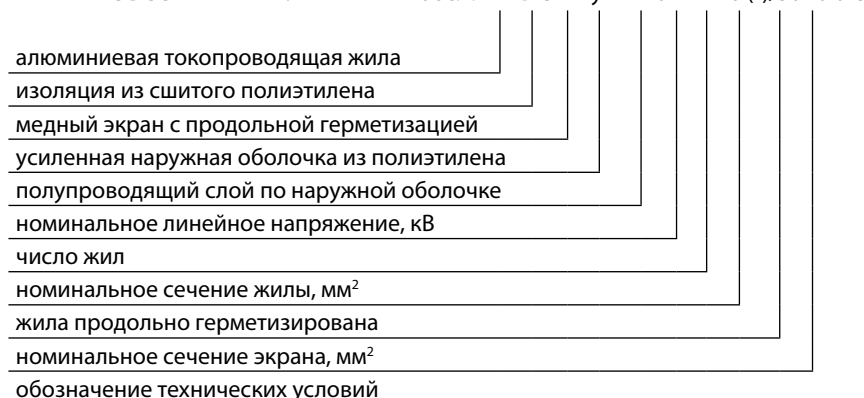 алюминиевая токопроводящая жила
изоляция из сшитого полиэтилена
медный экран с продольной герметизацией
усиленная наружная оболочка из полиэтилена
полупроводящий слой по наружной оболочке
номинальное линейное напряжение, кВ
число жил
номинальное сечение жилы, мм²
жила продольно герметизирована
номинальное сечение экрана, мм²
обозначение технических условий